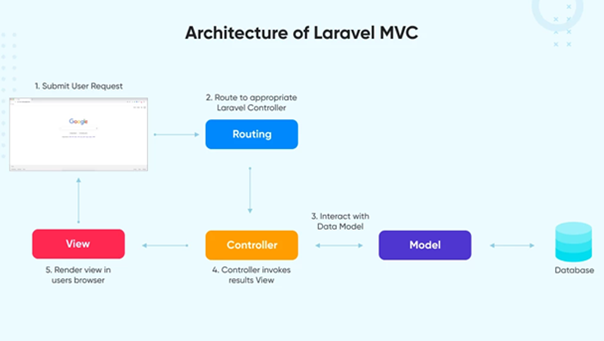 Architecture of Laravel MVC
1. Submit User Request
Google
2. Route to appropriate
Laravel Controller
Routing
3. Interact with
Data Model
View
Controller
Model
5. Render view in
users browser
4. Controller invokes
results View
Database